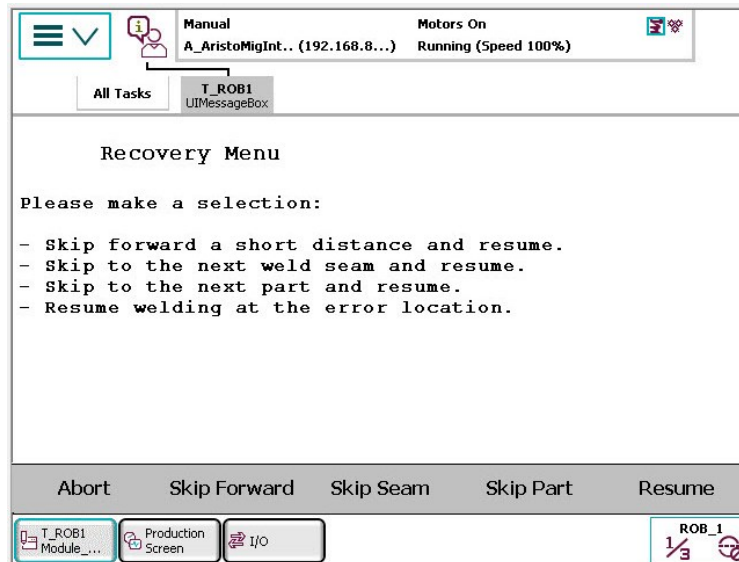 Manual
Motors On
A_AristoMigInt.. (192.168.8...)
Running (Speed 100%)
All Tasks
T_ROB1
UIMessageBox
Recovery Menu
Please make a selection:
- Skip forward a short distance and resume.
- Skip to the next weld seam and resume.
- Skip to the next part and resume.
- Resume welding at the error location.
Abort Skip Forward Skip Seam Skip Part Resume
T_ROB1
Module_...
Production
Screen
I/O
ROB_1
1/3